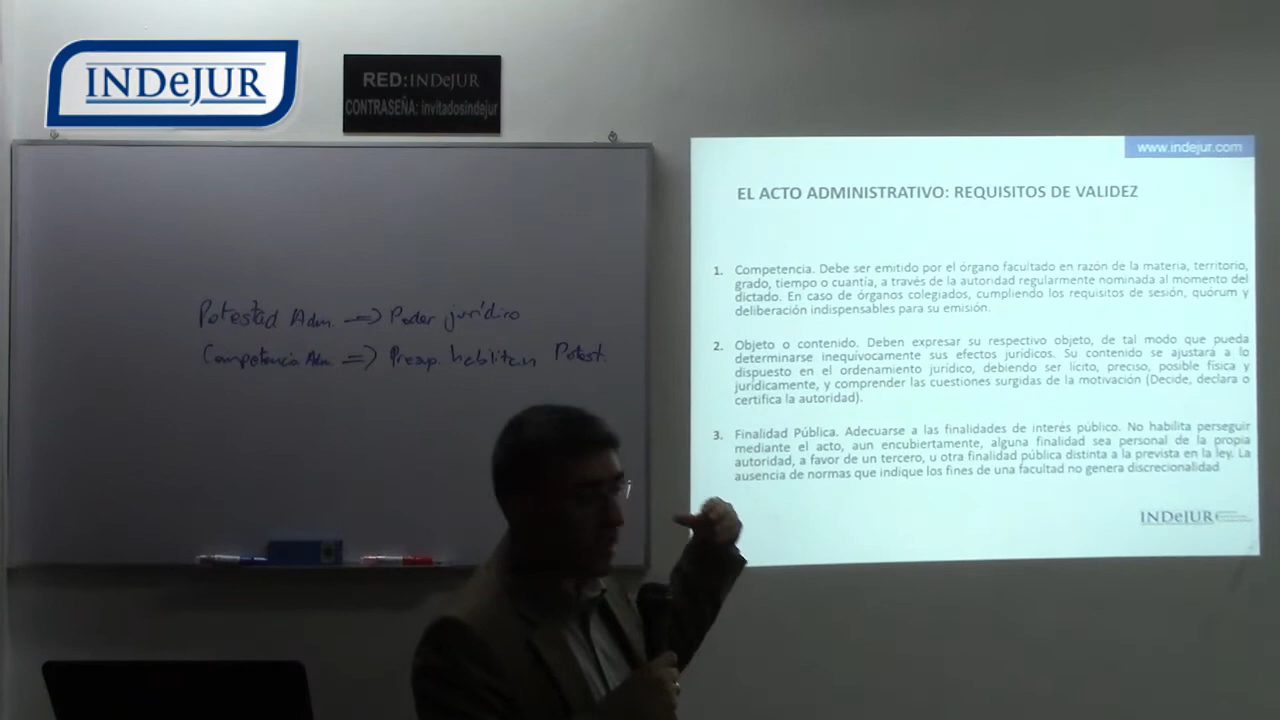 INDeJUR
RED:INDeJUR
CONTRASEÑA: invitadosindejur
Potestad Adm. => Poder jurídico
Competencia Adm. => Presup. habilitan Potest.
www.indejur.com
EL ACTO ADMINISTRATIVO: REQUISITOS DE VALIDEZ
1. Competencia. Debe ser emitido por el órgano facultado en razón de la materia, territorio,
grado, tiempo o cuantía, a través de la autoridad regularmente nominada al momento del
dictado. En caso de órganos colegiados, cumpliendo los requisitos de sesión, quórum y
deliberación indispensables para su emisión.
2. Objeto o contenido. Deben expresar su respectivo objeto, de tal modo que pueda
determinarse inequívocamente sus efectos jurídicos. Su contenido se ajustará a lo
dispuesto en el ordenamiento jurídico, debiendo ser lícito, preciso, posible física y
jurídicamente, y comprender las cuestiones surgidas de la motivación (Decide, declara o
certifica la autoridad).
3. Finalidad Pública. Adecuarse a las finalidades de interés público. No habilita perseguir
mediante el acto, aun encubiertamente, alguna finalidad sea personal de la propia
autoridad, a favor de un tercero, u otra finalidad pública distinta a la prevista en la ley. La
ausencia de normas que indique los fines de una facultad no genera discrecionalidad
INDeJUR